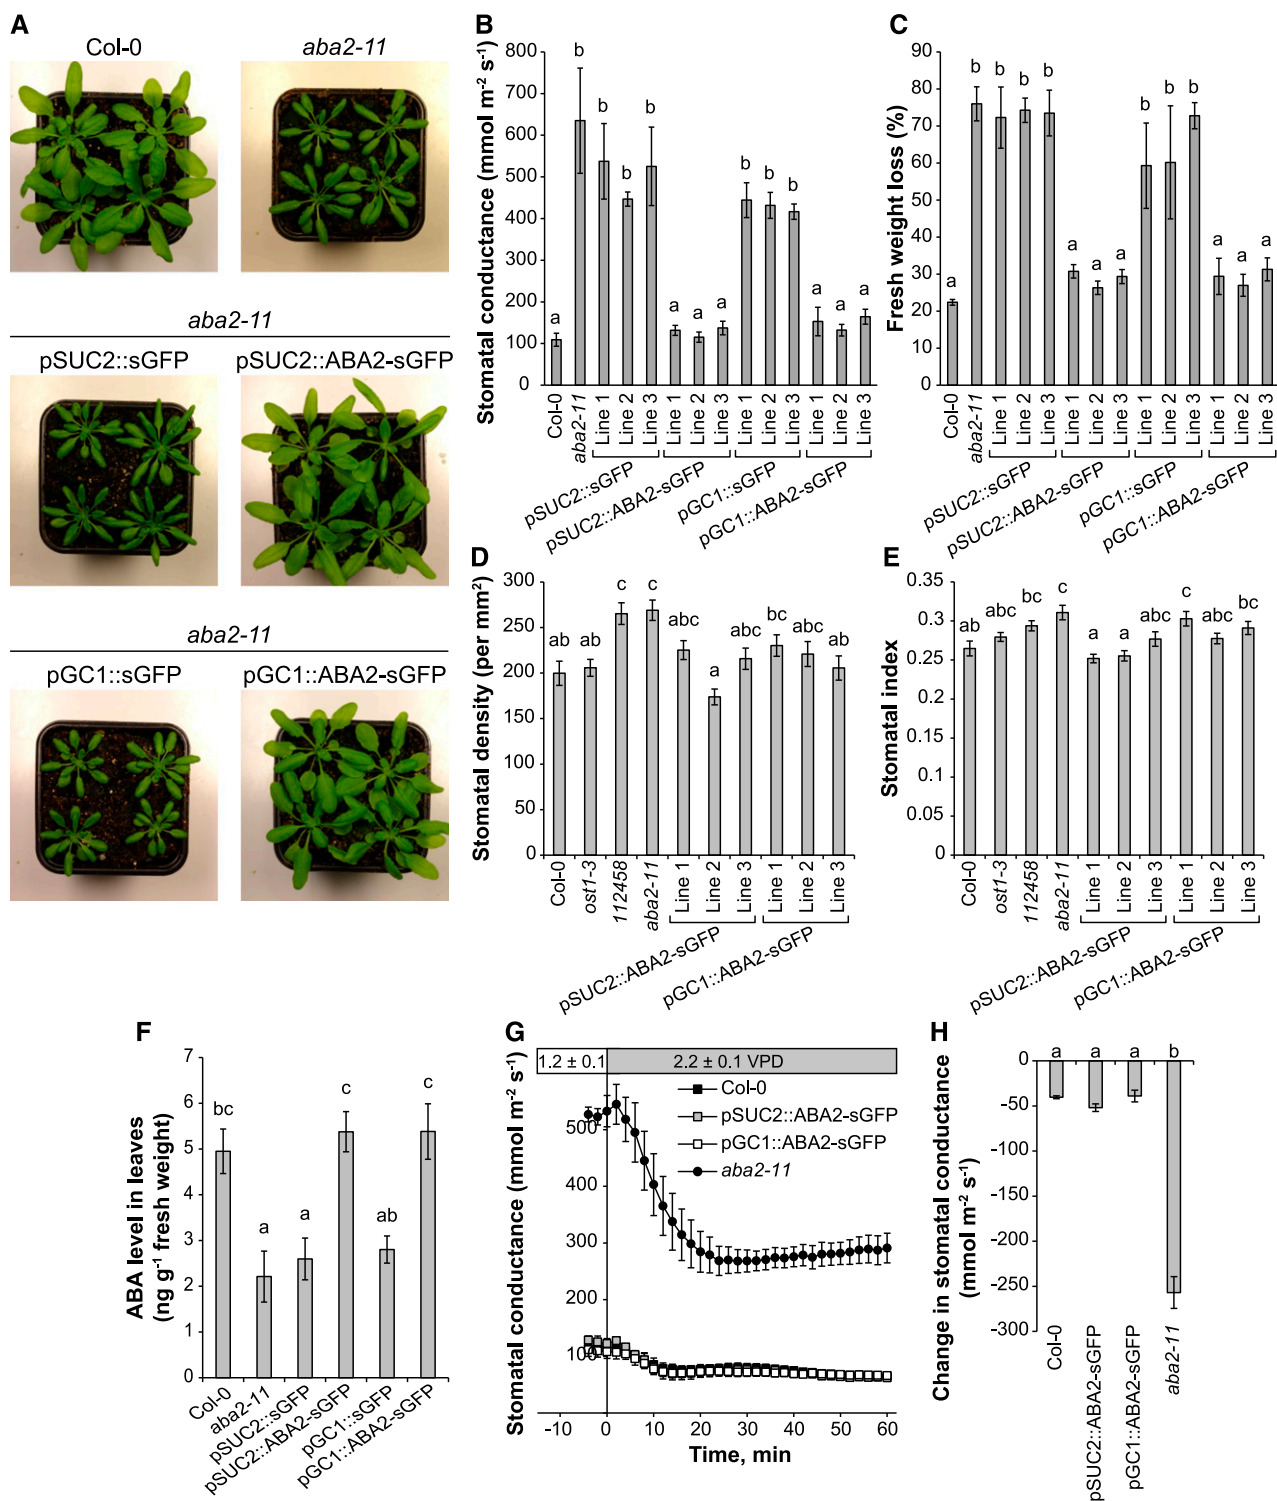 A
Col-0
aba2-11
aba2-11
pSUC2::sGFP
pSUC2::ABA2-sGFP
aba2-11
pGC1::sGFP
pGC1::ABA2-sGFP
B
Stomatal conductance (mmol m⁻² s⁻¹)
800
700
600
500
400
300
200
100
0
a
b
b
b
b
a
a
a
b
b
b
a
a
a
Col-0
aba2-11
Line 1
Line 2
Line 3
Line 1
Line 2
Line 3
Line 1
Line 2
Line 3
Line 1
Line 2
Line 3
pSUC2::sGFP
pSUC2::ABA2-sGFP
pGC1::sGFP
pGC1::ABA2-sGFP
C
Fresh weight loss (%)
90
80
70
60
50
40
30
20
10
0
a
b
b
b
b
a
a
a
b
b
b
a
a
a
Col-0
aba2-11
Line 1
Line 2
Line 3
Line 1
Line 2
Line 3
Line 1
Line 2
Line 3
Line 1
Line 2
Line 3
pSUC2::sGFP
pSUC2::ABA2-sGFP
pGC1::sGFP
pGC1::ABA2-sGFP
D
Stomatal density (per mm²)
300
250
200
150
100
50
0
ab
ab
c
c
abc
a
abc
bc
abc
ab
Col-0
ost1-3
112458
aba2-11
Line 1
Line 2
Line 3
Line 1
Line 2
Line 3
pSUC2::ABA2-sGFP
pGC1::ABA2-sGFP
E
Stomatal index
0.35
0.3
0.25
0.2
0.15
0.1
0.05
0
ab
abc
bc
c
a
a
abc
c
abc
bc
Col-0
ost1-3
112458
aba2-11
Line 1
Line 2
Line 3
Line 1
Line 2
Line 3
pSUC2::ABA2-sGFP
pGC1::ABA2-sGFP
F
ABA level in leaves
(ng g⁻¹ fresh weight)
7
6
5
4
3
2
1
0
bc
a
a
c
ab
c
Col-0
aba2-11
pSUC2::sGFP
pSUC2::ABA2-sGFP
pGC1::sGFP
pGC1::ABA2-sGFP
G
Stomatal conductance (mmol m⁻² s⁻¹)
1.2 ± 0.1
2.2 ± 0.1 VPD
Col-0
pSUC2::ABA2-sGFP
pGC1::ABA2-sGFP
aba2-11
500
400
300
200
100
-10
0
10
20
30
40
50
60
Time, min
H
Change in stomatal conductance
(mmol m⁻² s⁻¹)
a
a
a
b
0
-50
-100
-150
-200
-250
-300
Col-0
pSUC2::ABA2-sGFP
pGC1::ABA2-sGFP
aba2-11